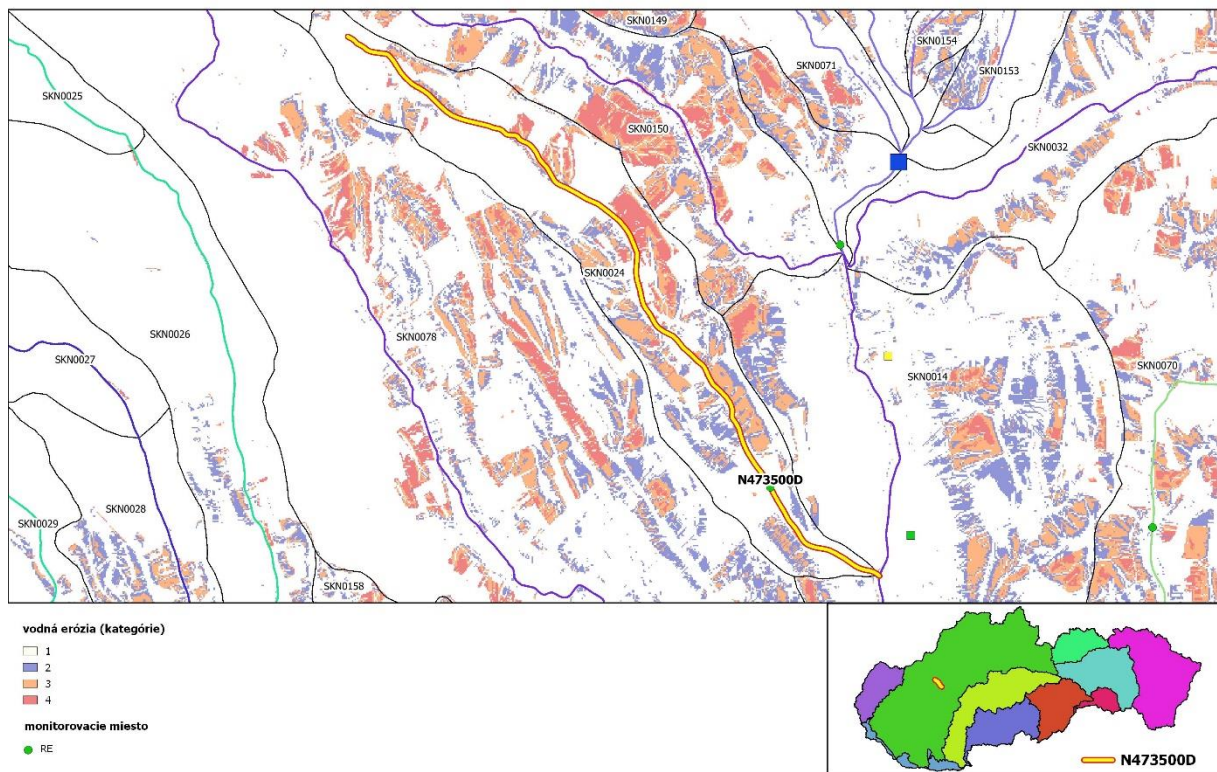 SKN0149
SKN0154
SKN0071
SKN0153
SKN0025
SKN0150
SKN0032
SKN0024
SKN0026
SKN0078
SKN0027
SKN0070
SKN0014
N473500D
SKN0028
SKN0029
SKN0158
vodná erózia (kategórie)
1
2
3
4
monitorovacie miesto
RE
N473500D